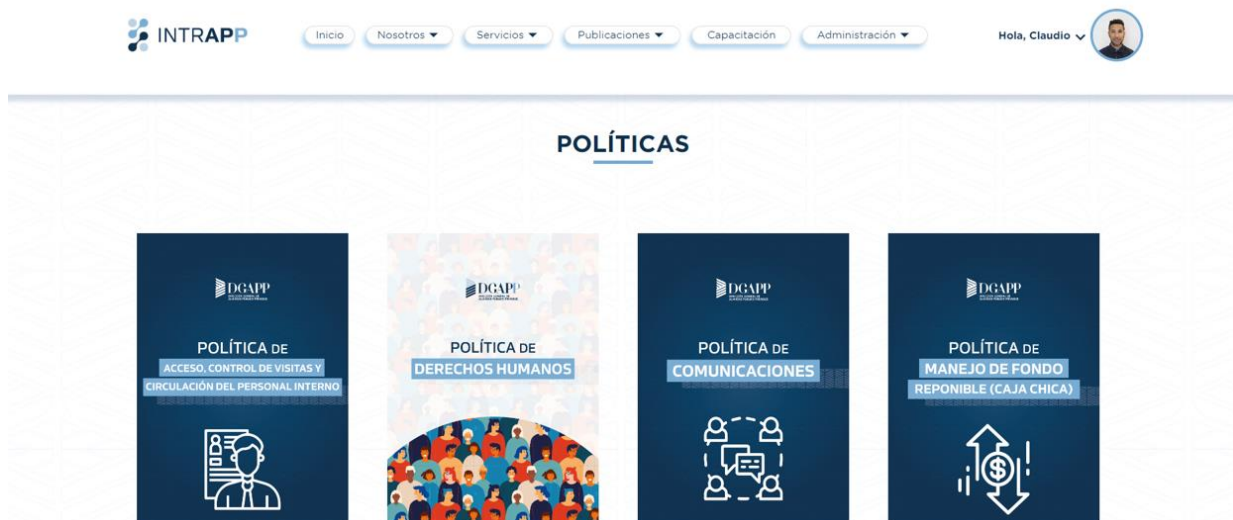 INTRAPP
Inicio
Nosotros
Servicios
Publicaciones
Capacitación
Administración
Hola, Claudio
POLÍTICAS
DGAPP
POLÍTICA DE
ACCESO, CONTROL DE VISITAS Y
CIRCULACIÓN DEL PERSONAL INTERNO
DGAPP
POLÍTICA DE
DERECHOS HUMANOS
DGAPP
POLÍTICA DE
COMUNICACIONES
DGAPP
POLÍTICA DE
MANEJO DE FONDO
REPONIBLE (CAJA CHICA)